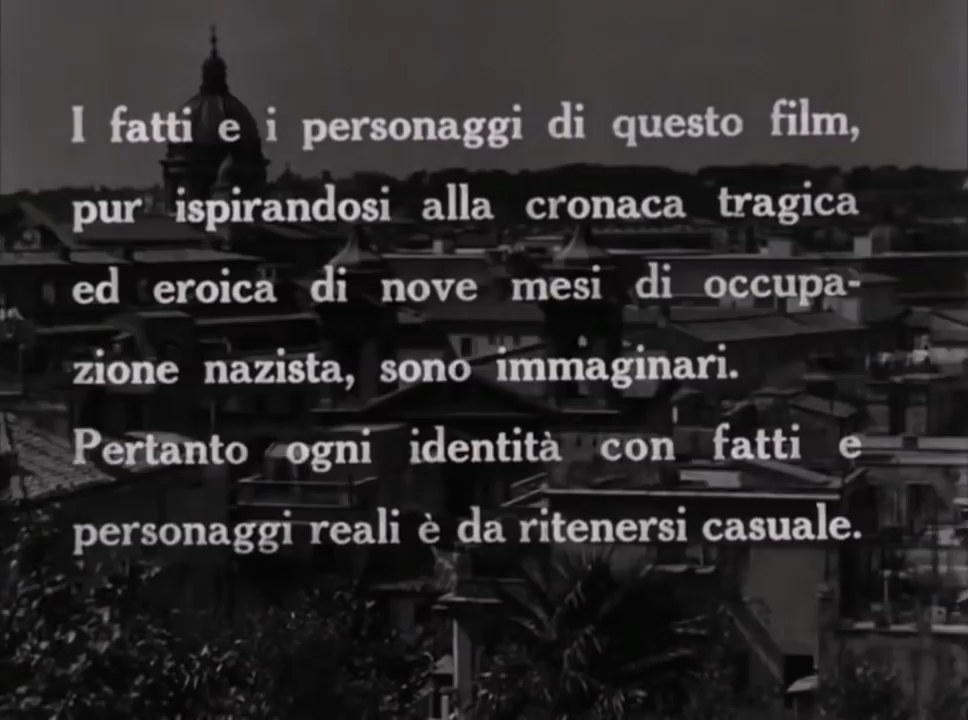 I fatti e i personaggi di questo film,
pur ispirandosi alla cronaca tragica
ed eroica di nove mesi di occupa-
zione nazista, sono immaginari.
Pertanto ogni identità con fatti e
personaggi reali è da ritenersi casuale.